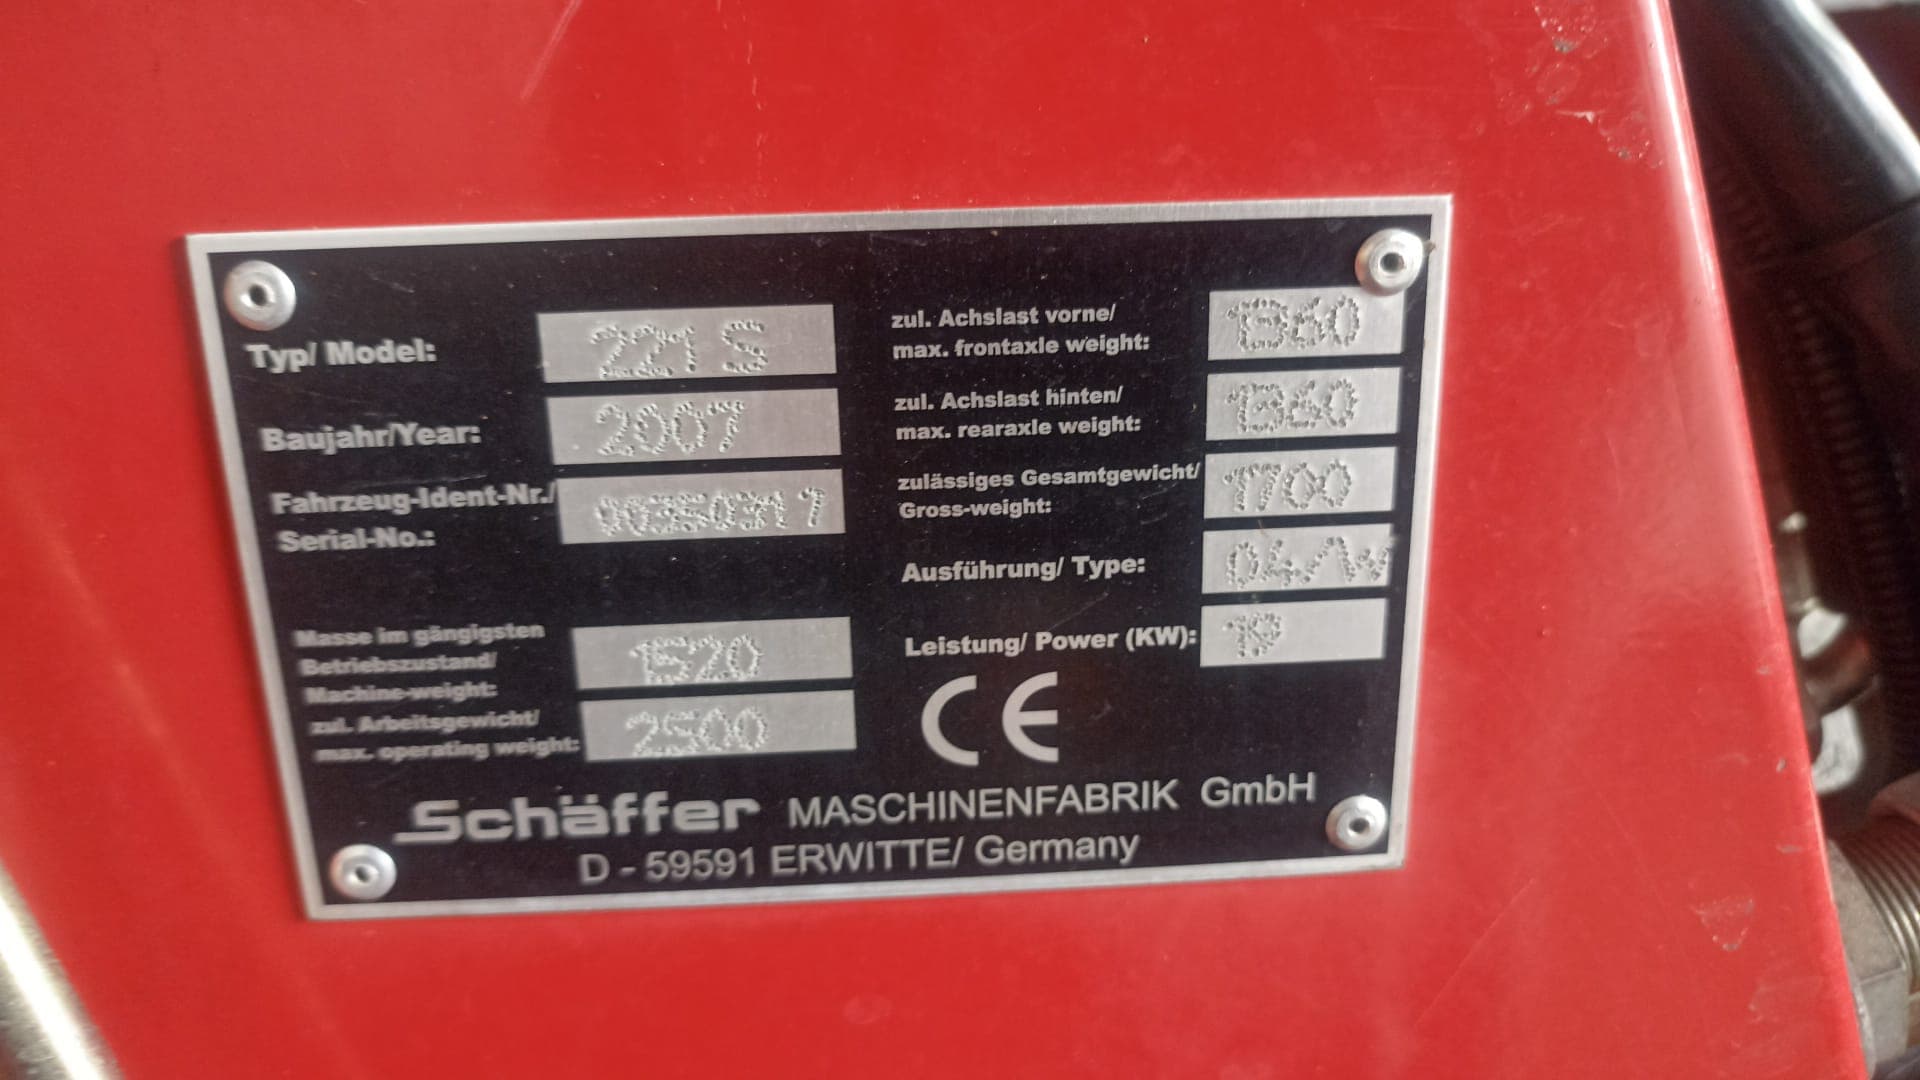 Typ/ Model: 221 S
Baujahr/Year: 2007
Fahrzeug-Ident-Nr./
Serial-No.:
Masse im gängigsten
Betriebszustand/ 1520
Machine-weight:
zul. Arbeitsgewicht/
max. operating weight: 2500
zul. Achslast vorne/ 1360
max. frontaxle weight:
zul. Achslast hinten/ 1360
max. rearaxle weight:
zulässiges Gesamtgewicht/ 1700
Gross-weight:
Ausführung/ Type:
Leistung/ Power (KW):
CE
Schäffer MASCHINENFABRIK GmbH
D - 59591 ERWITTE/ Germany